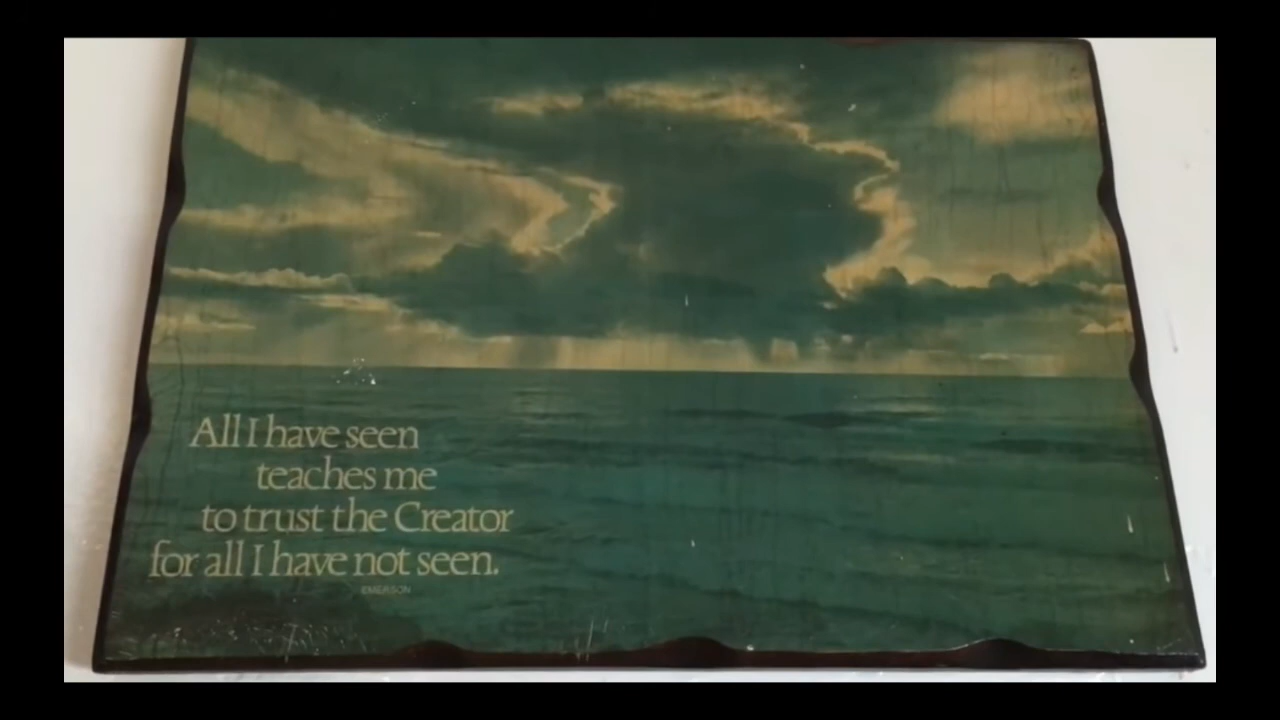 All I have seen
teaches me
to trust the Creator
for all I have not seen.
EMERSON